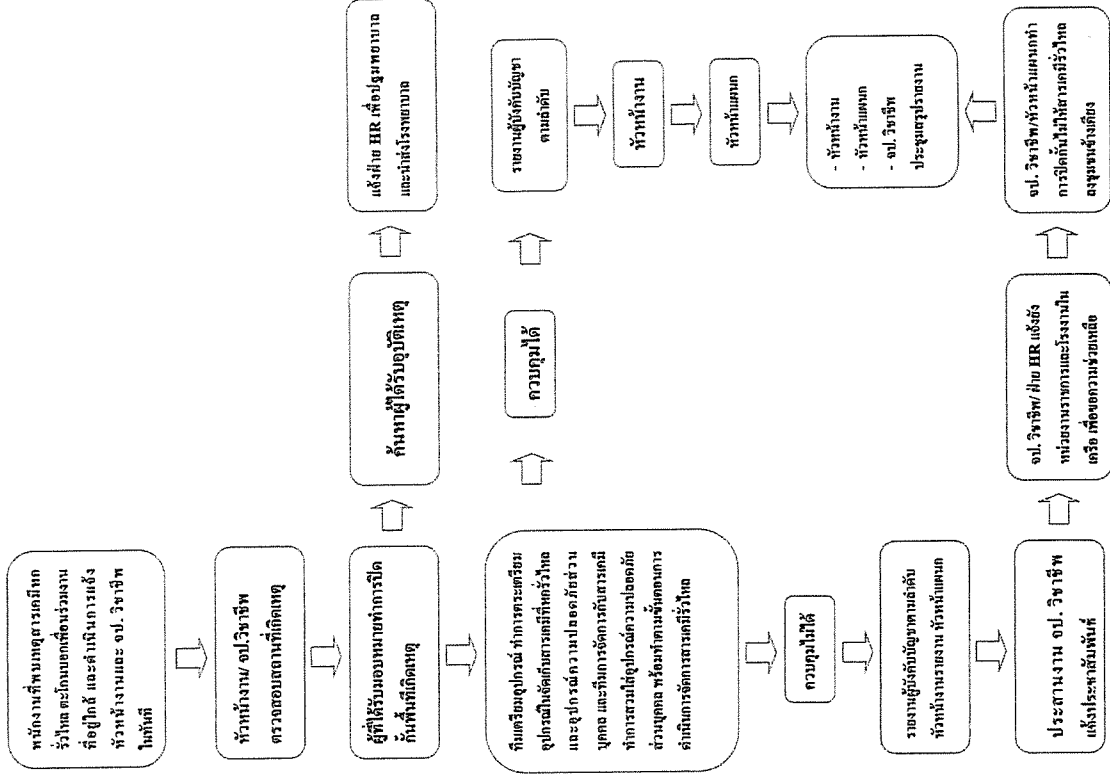 พนักงานที่พบเหตุสารเคมีหก
รั่วไหล ตะโกนบอกเพื่อนร่วมงาน
ที่อยู่ใกล้ และดำเนินการแจ้ง
หัวหน้างานและ จป. วิชาชีพ
ในทันที
หัวหน้างาน/ จป.วิชาชีพ
ตรวจสอบสถานที่เกิดเหตุ
ผู้ที่ได้รับมอบหมายทำการปิด
กั้นพื้นที่เกิดเหตุ
ค้นหาผู้ได้รับอุบัติเหตุ
แจ้งฝ่าย HR เพื่อปฐมพยาบาล
และนำส่งโรงพยาบาล
ทีมเตรียมอุปกรณ์ ทำการตระเตรียม
อุปกรณ์ในจัดเก็บสารเคมีที่หกรั่วไหล
และอุปกรณ์ความปลอดภัยส่วน
บุคคล และทีมการจัดการกับสารเคมี
ทำการสวมใส่อุปกรณ์ความปลอดภัย
ส่วนบุคคล พร้อมทำตามขั้นตอนการ
ดำเนินการจัดการสารเคมีรั่วไหล
ควบคุมได้
รายงานผู้บังคับบัญชา
ตามลำดับ
หัวหน้างาน
หัวหน้าแผนก
- หัวหน้างาน
- หัวหน้าแผนก
- จป. วิชาชีพ
ประชุมสรุปรายงาน
ควบคุมไม่ได้
รายงานผู้บังคับบัญชาตามลำดับ
หัวหน้างานรายงาน หัวหน้าแผนก
ประสานงาน จป. วิชาชีพ
แจ้งประชาสัมพันธ์
จป. วิชาชีพ/ ฝ่าย HR แจ้งยัง
หน่วยงานราชการและโรงงานใน
เครือ เพื่อขอความช่วยเหลือ
จป. วิชาชีพ/หัวหน้าแผนกทำ
การปิดกั้นไม่ให้สารเคมีรั่วไหล
ลงชุมชนข้างเคียง